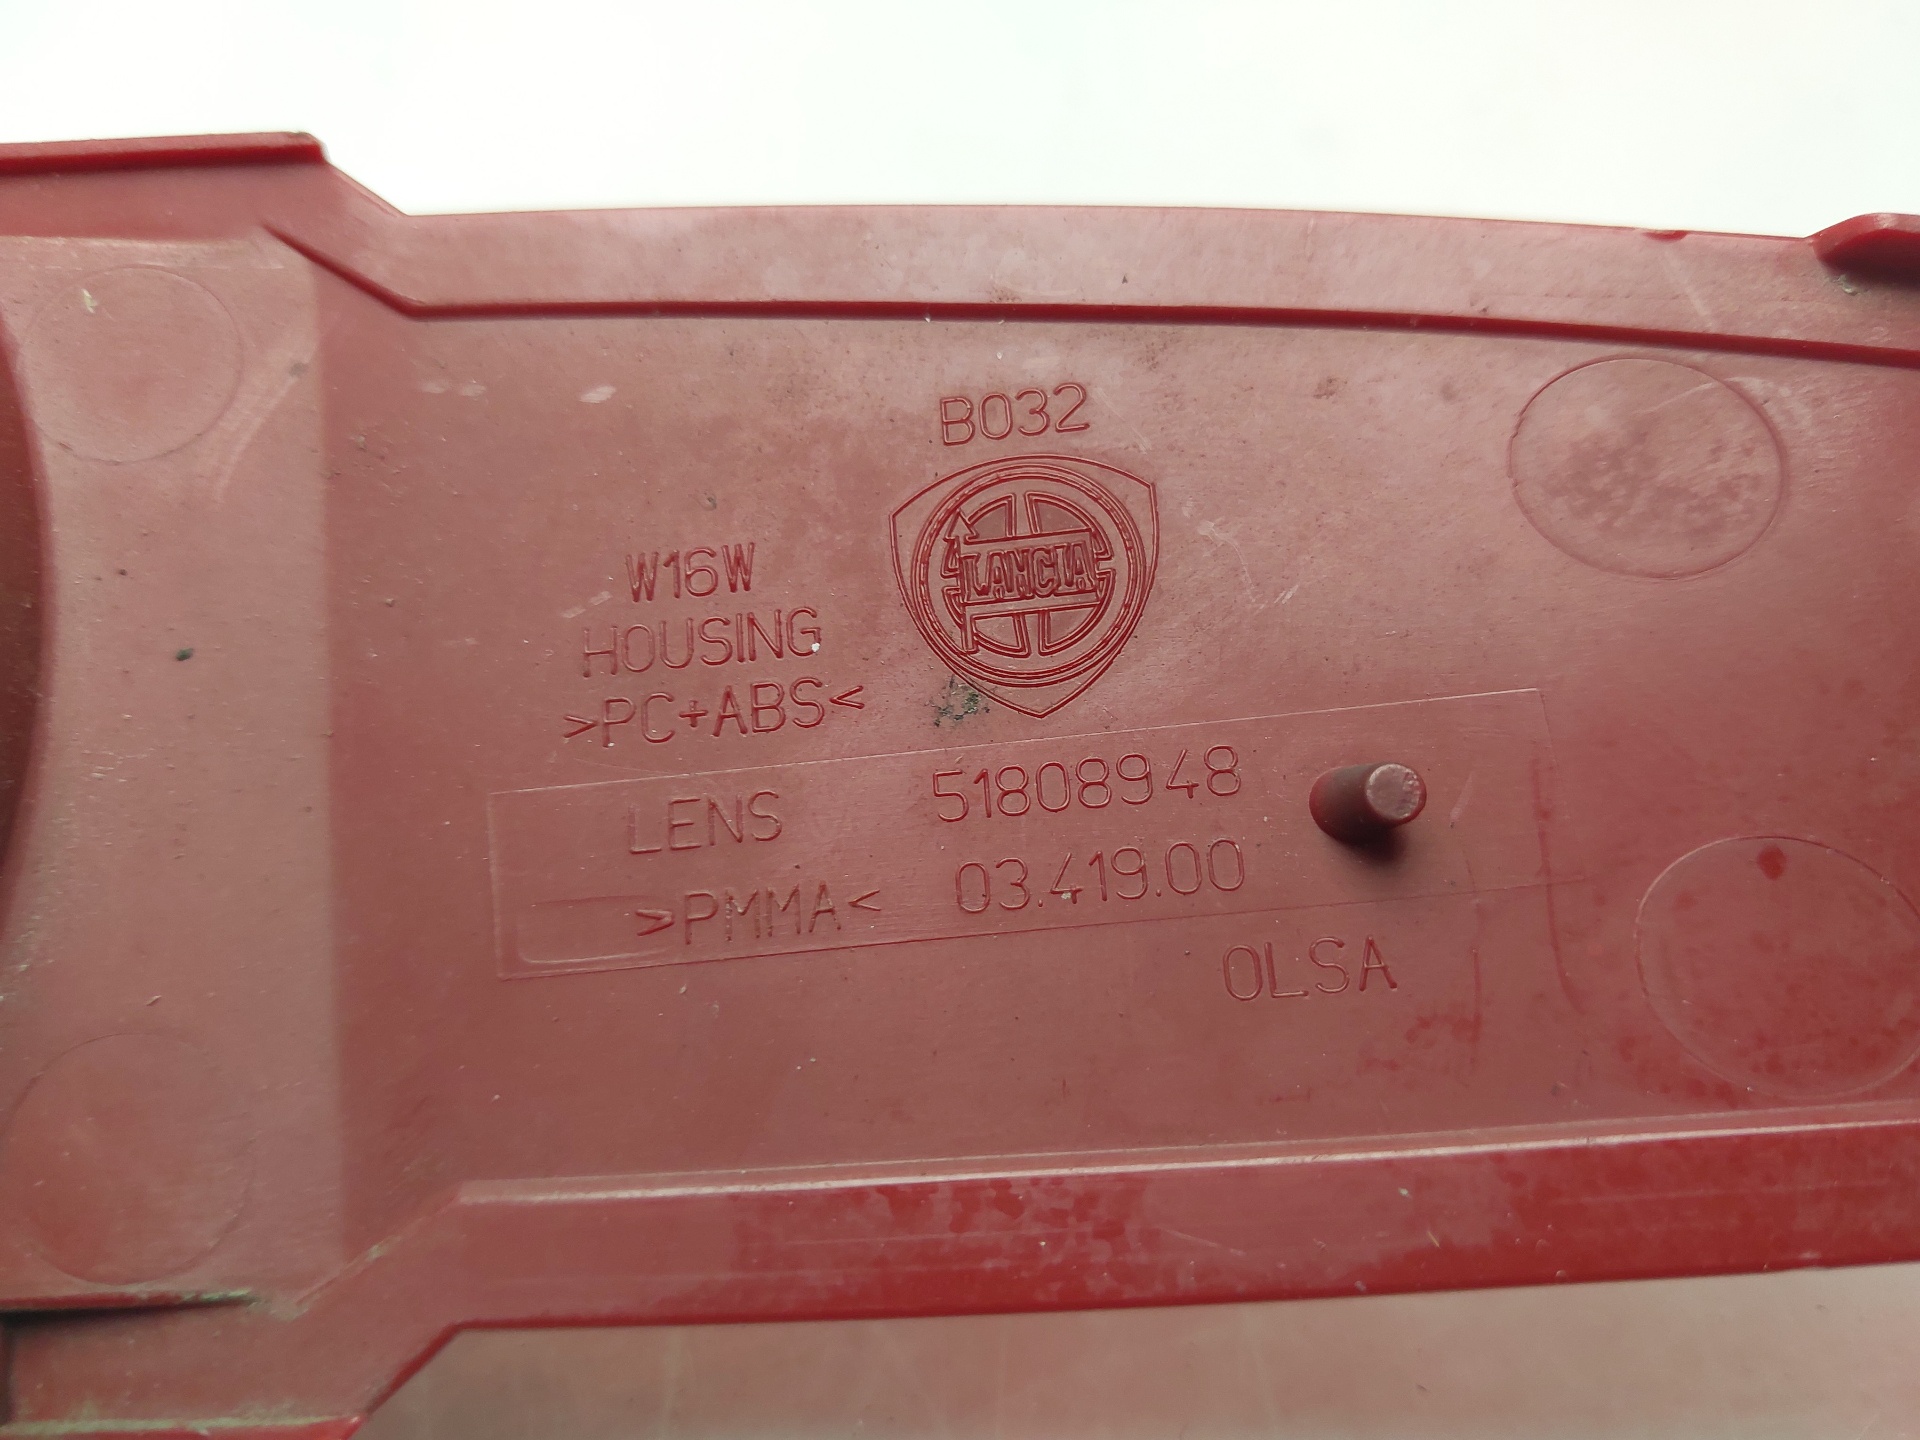 B032
LANCIA
W16W
HOUSING
>PC+ABS<
LENS 51808948
>PMMA< 03.419.00
OLSA